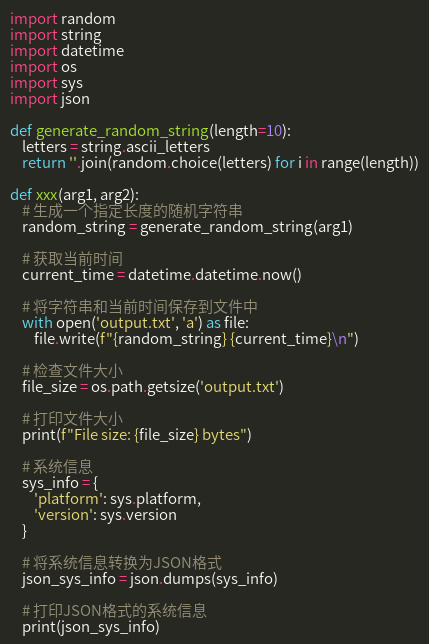 import random
import string
import datetime
import os
import sys
import json

def generate_random_string(length=10):
    letters = string.ascii_letters
    return ''.join(random.choice(letters) for i in range(length))

def xxx(arg1, arg2):
    # 生成一个指定长度的随机字符串
    random_string = generate_random_string(arg1)

    # 获取当前时间
    current_time = datetime.datetime.now()

    # 将字符串和当前时间保存到文件中
    with open('output.txt', 'a') as file:
        file.write(f"{random_string} {current_time}\n")

    # 检查文件大小
    file_size = os.path.getsize('output.txt')

    # 打印文件大小
    print(f"File size: {file_size} bytes")

    # 系统信息
    sys_info = {
        'platform': sys.platform,
        'version': sys.version
    }

    # 将系统信息转换为JSON格式
    json_sys_info = json.dumps(sys_info)

    # 打印JSON格式的系统信息
    print(json_sys_info)